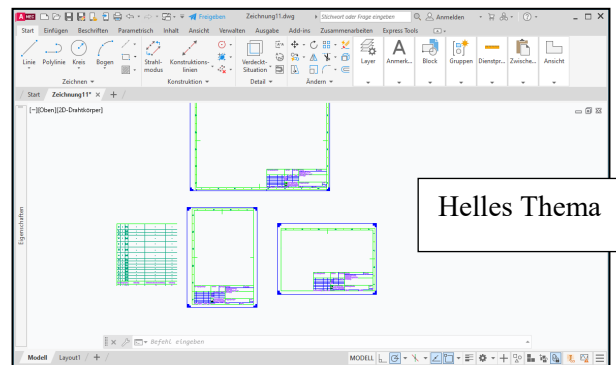 A MEC Freigeben Zeichnung11.dwg Stichwort oder Frage eingeben Anmelden
Start Einfügen Beschriften Parametrisch Inhalt Ansicht Verwalten Ausgabe Add-ins Zusammenarbeiten Express Tools
Linie Polylinie Kreis Bogen Strahl- Konstruktions- Verdeckt- Layer Anmerk... Block Gruppen Dienstpr... Zwische... Ansicht
modus linien Situation
Zeichnen Konstruktion Detail Ändern
Start Zeichnung11* × +
[−][Oben][2D-Drahtkörper]
Eigenschaften
Helles Thema
Befehl eingeben
Modell Layout1 / + MODELL